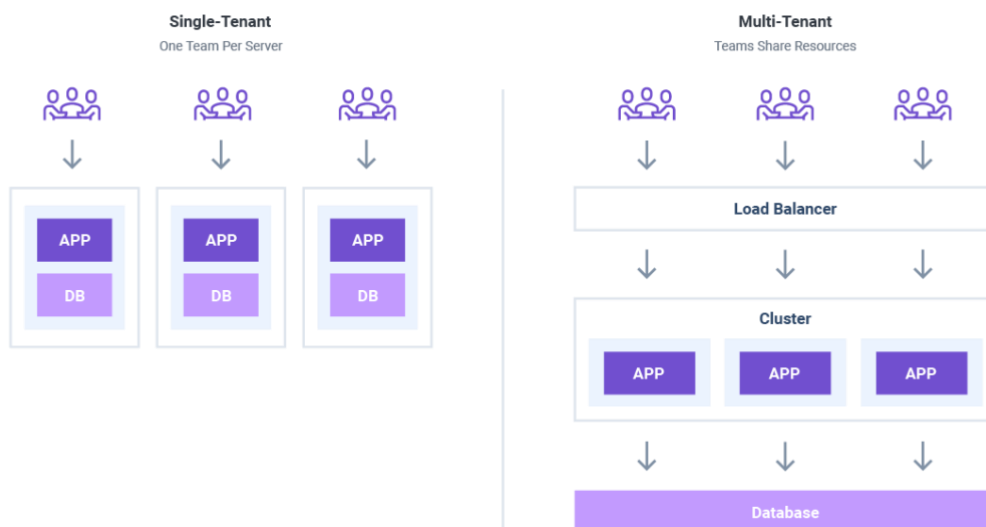 Single-Tenant
One Team Per Server
APP
DB
APP
DB
APP
DB
Multi-Tenant
Teams Share Resources
Load Balancer
Cluster
APP
APP
APP
Database